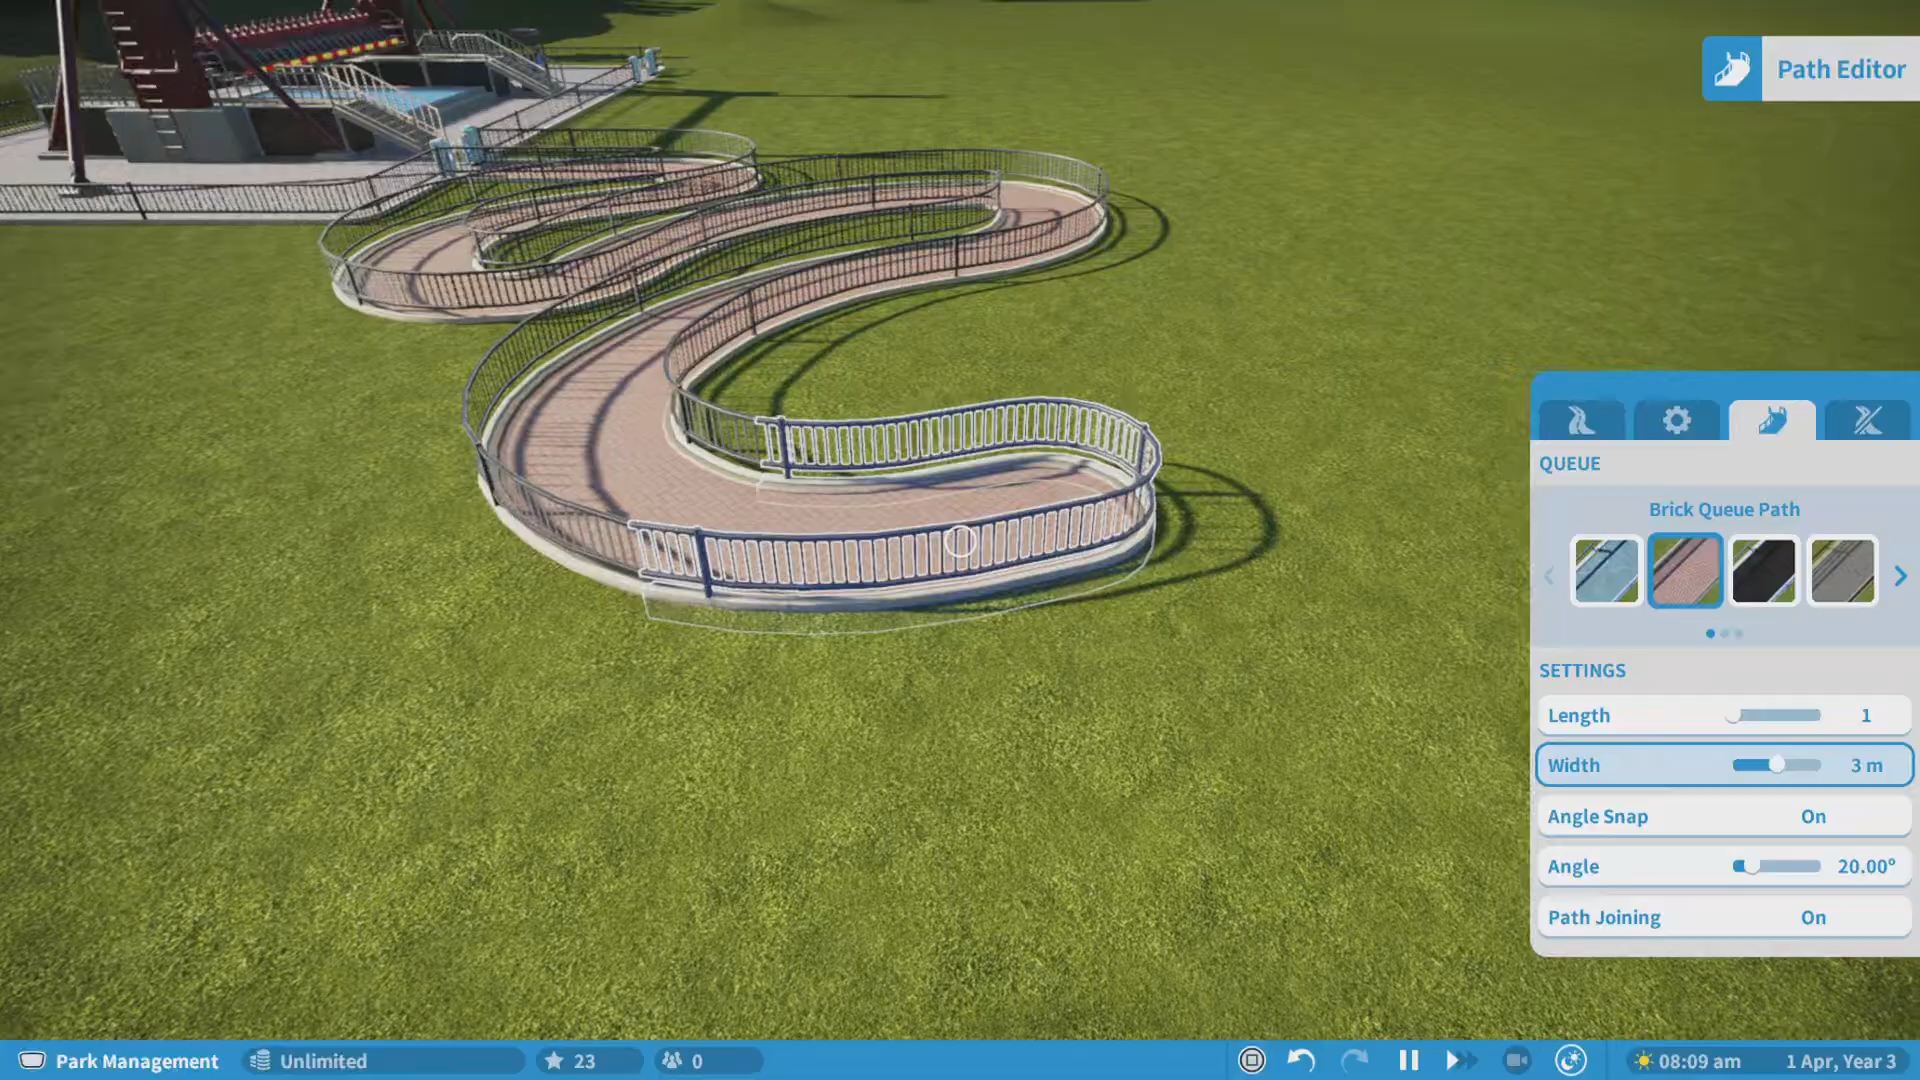 Path Editor
QUEUE
Brick Queue Path
SETTINGS
Length 1
Width 3 m
Angle Snap On
Angle 20.00°
Path Joining On
Park Management Unlimited 23 0 08:09 am 1 Apr, Year 3